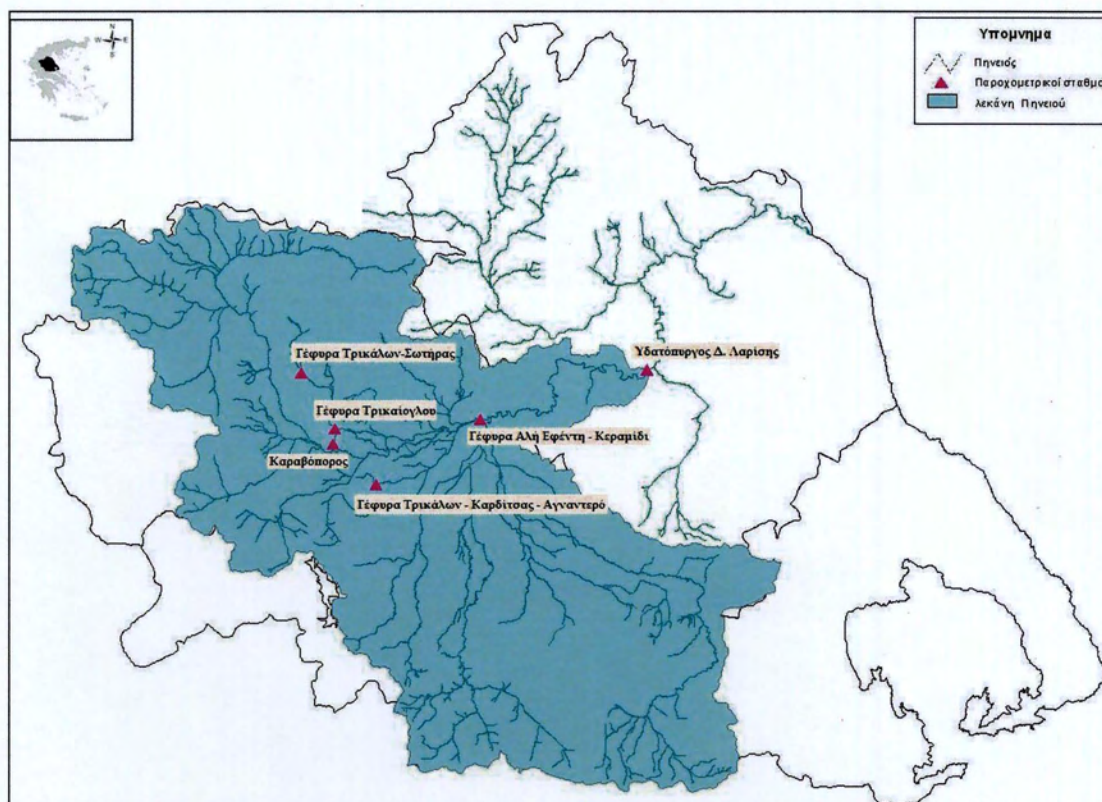 N
W E
S
Υπομνημα
Πηνειός
Παροχομετρικοί σταθμο
λεκάνη Πηνειού
Γέφυρα Τρικάλων-Σωτήρας
Υδατόπυργος Δ. Λαρίσης
Γέφυρα Τρικαίογλου
Γέφυρα Αλή Εφέντη - Κεραμίδι
Καραβόπορος
Γέφυρα Τρικάλων - Καρδίτσας - Αγναντερό